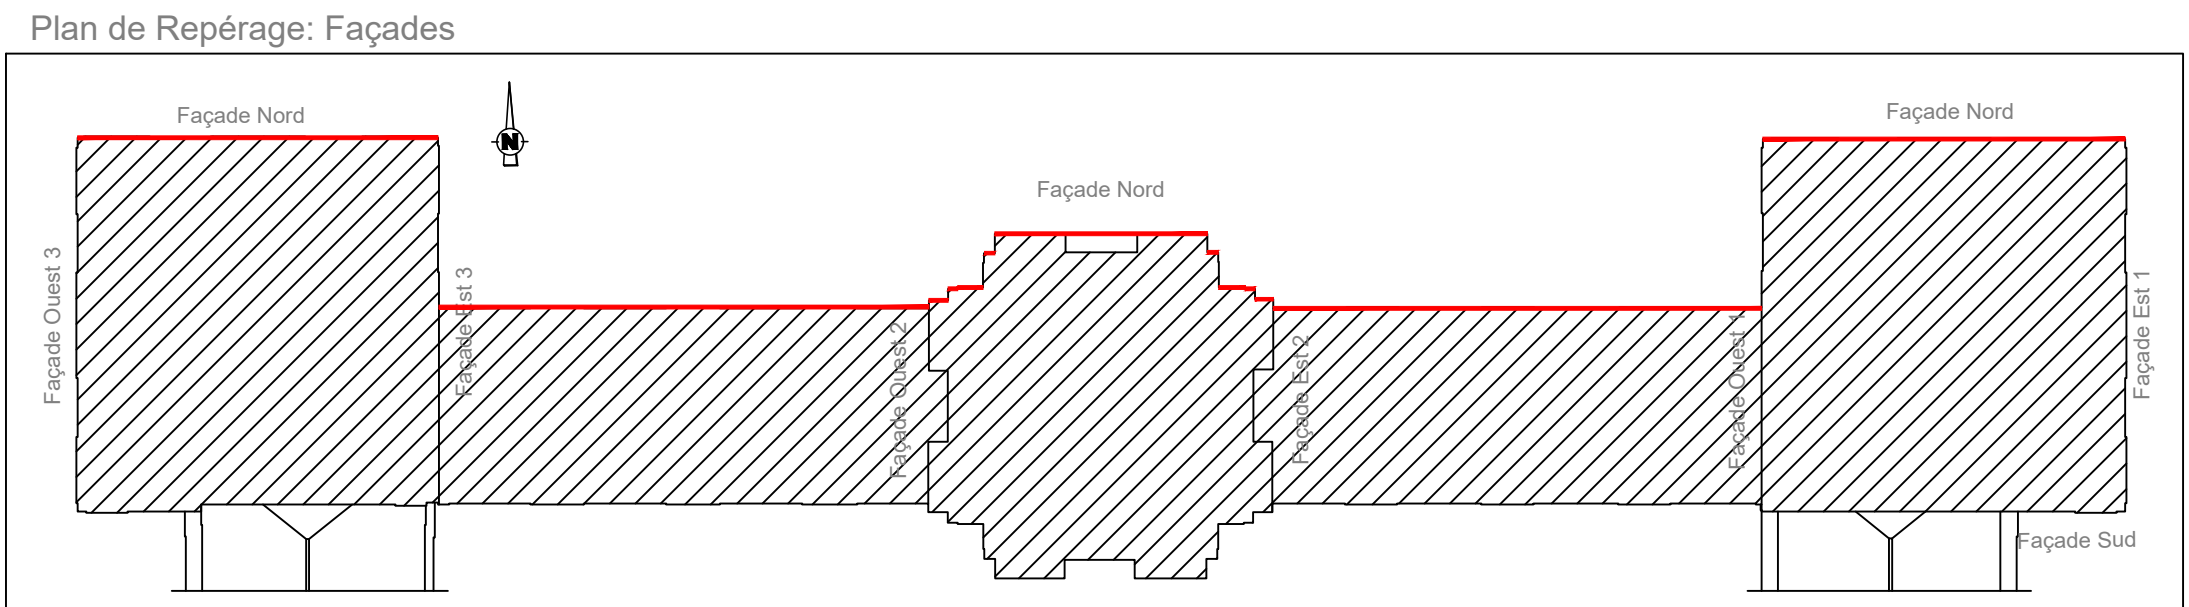 Plan de Repérage: Façades
Façade Nord
N
Façade Nord
Façade Nord
Façade Ouest 3
Façade Est 3
Façade Ouest 2
Façade Est 2
Façade Ouest 1
Façade Est 1
Façade Sud